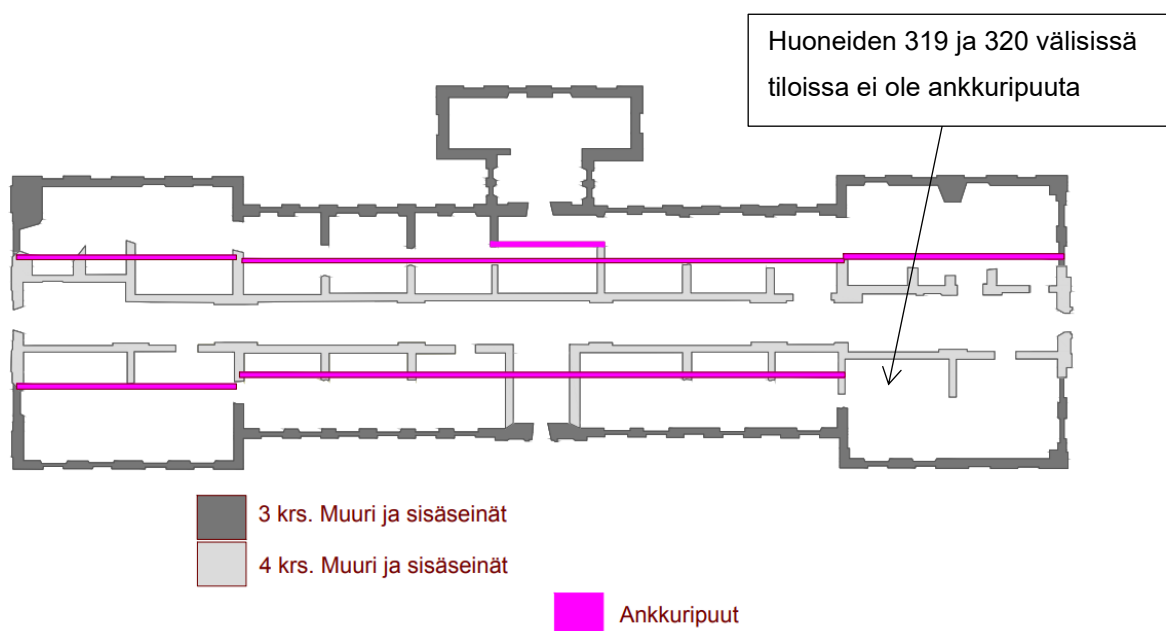 Huoneiden 319 ja 320 välisissä
tiloissa ei ole ankkuripuuta
3 krs. Muuri ja sisäseinät
4 krs. Muuri ja sisäseinät
Ankkuripuut